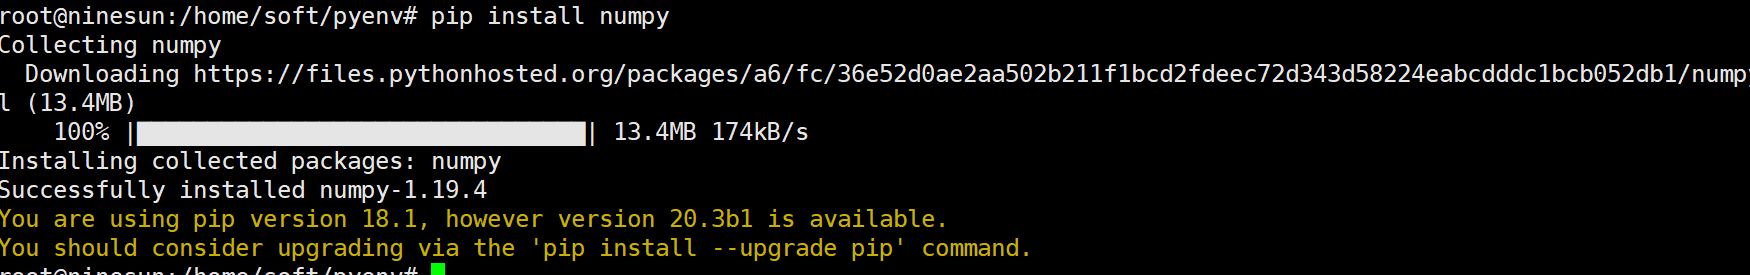 root@ninesun:/home/soft/pyenv# pip install numpy
Collecting numpy
  Downloading https://files.pythonhosted.org/packages/a6/fc/36e52d0ae2aa502b211f1bcd2fdeec72d343d58224eabcdddc1bcb052db1/nump
l (13.4MB)
    100% || 13.4MB 174kB/s
Installing collected packages: numpy
Successfully installed numpy-1.19.4
You are using pip version 18.1, however version 20.3b1 is available.
You should consider upgrading via the 'pip install --upgrade pip' command.
root@ninesun:/home/soft/pyenv#